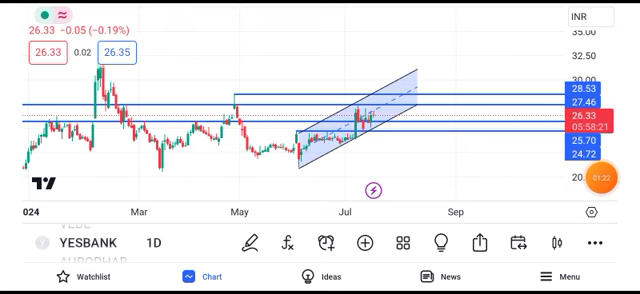 INR
26.33 −0.05 (−0.19%)
26.33 0.02 26.35
35.00
32.50
30.00
28.53
27.46
26.33
05:58:21
25.70
24.72
01:22
024 Mar May Jul Sep
YESBANK 1D
Watchlist Chart Ideas News Menu